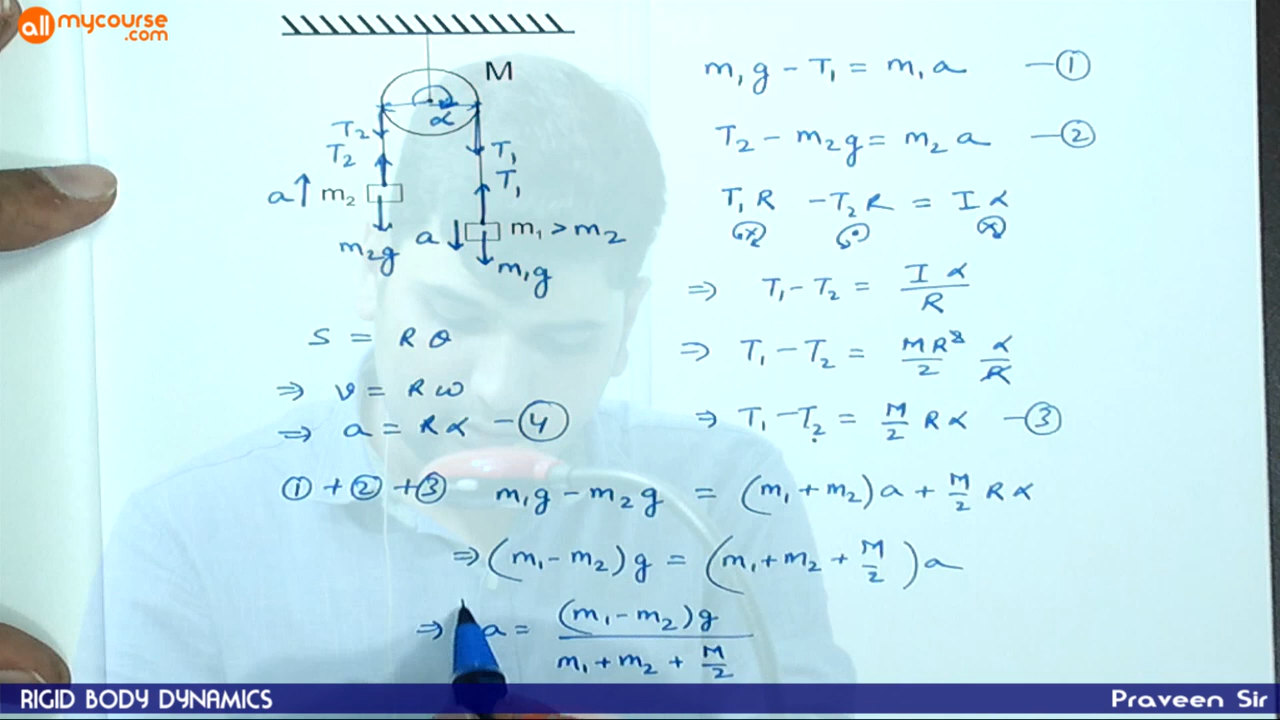 all mycourse
.com
M
α
T₂
T₂
T₁
T₁
a↑ m₂
a↓ m₁ > m₂
m₂g
m₁g
S = Rθ
⇒ v = Rω
⇒ a = Rα —④
m₁g − T₁ = m₁a —①
T₂ − m₂g = m₂a —②
T₁R − T₂R = Iα
⇒ T₁ − T₂ = Iα/R
⇒ T₁ − T₂ = MR²/2 α/R
⇒ T₁ − T₂ = M/2 Rα —③
① + ② + ③ m₁g − m₂g = (m₁ + m₂)a + M/2 Rα
⇒ (m₁ − m₂)g = (m₁ + m₂ + M/2)a
⇒ a = (m₁ − m₂)g / m₁ + m₂ + M/2
RIGID BODY DYNAMICS
Praveen Sir